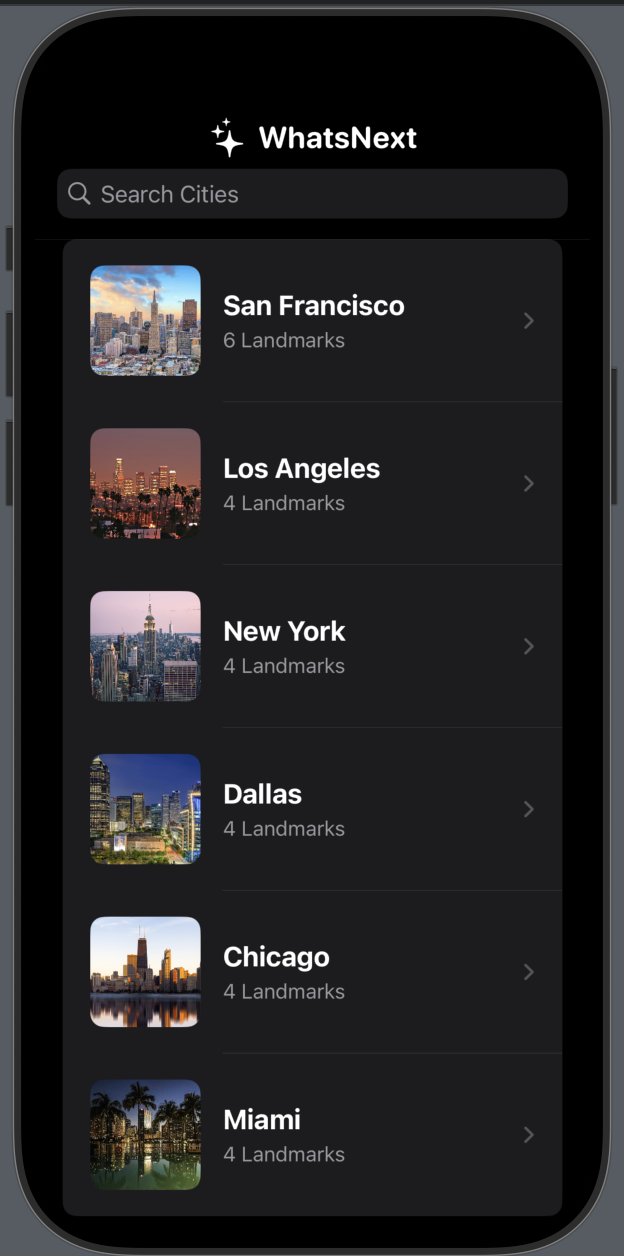 WhatsNext
Search Cities
San Francisco
6 Landmarks
Los Angeles
4 Landmarks
New York
4 Landmarks
Dallas
4 Landmarks
Chicago
4 Landmarks
Miami
4 Landmarks